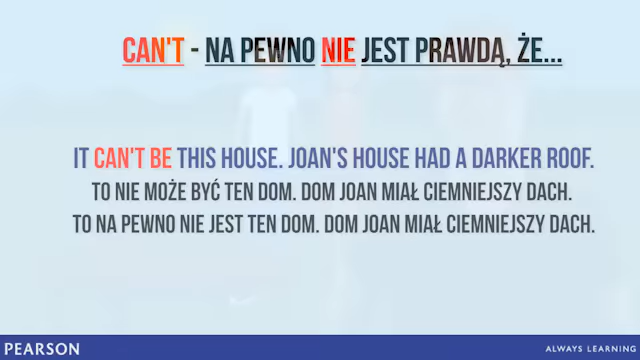 CAN'T - NA PEWNO NIE JEST PRAWDĄ, ŻE...
IT CAN'T BE THIS HOUSE. JOAN'S HOUSE HAD A DARKER ROOF.
TO NIE MOŻE BYĆ TEN DOM. DOM JOAN MIAŁ CIEMNIEJSZY DACH.
TO NA PEWNO NIE JEST TEN DOM. DOM JOAN MIAŁ CIEMNIEJSZY DACH.
PEARSON
ALWAYS LEARNING